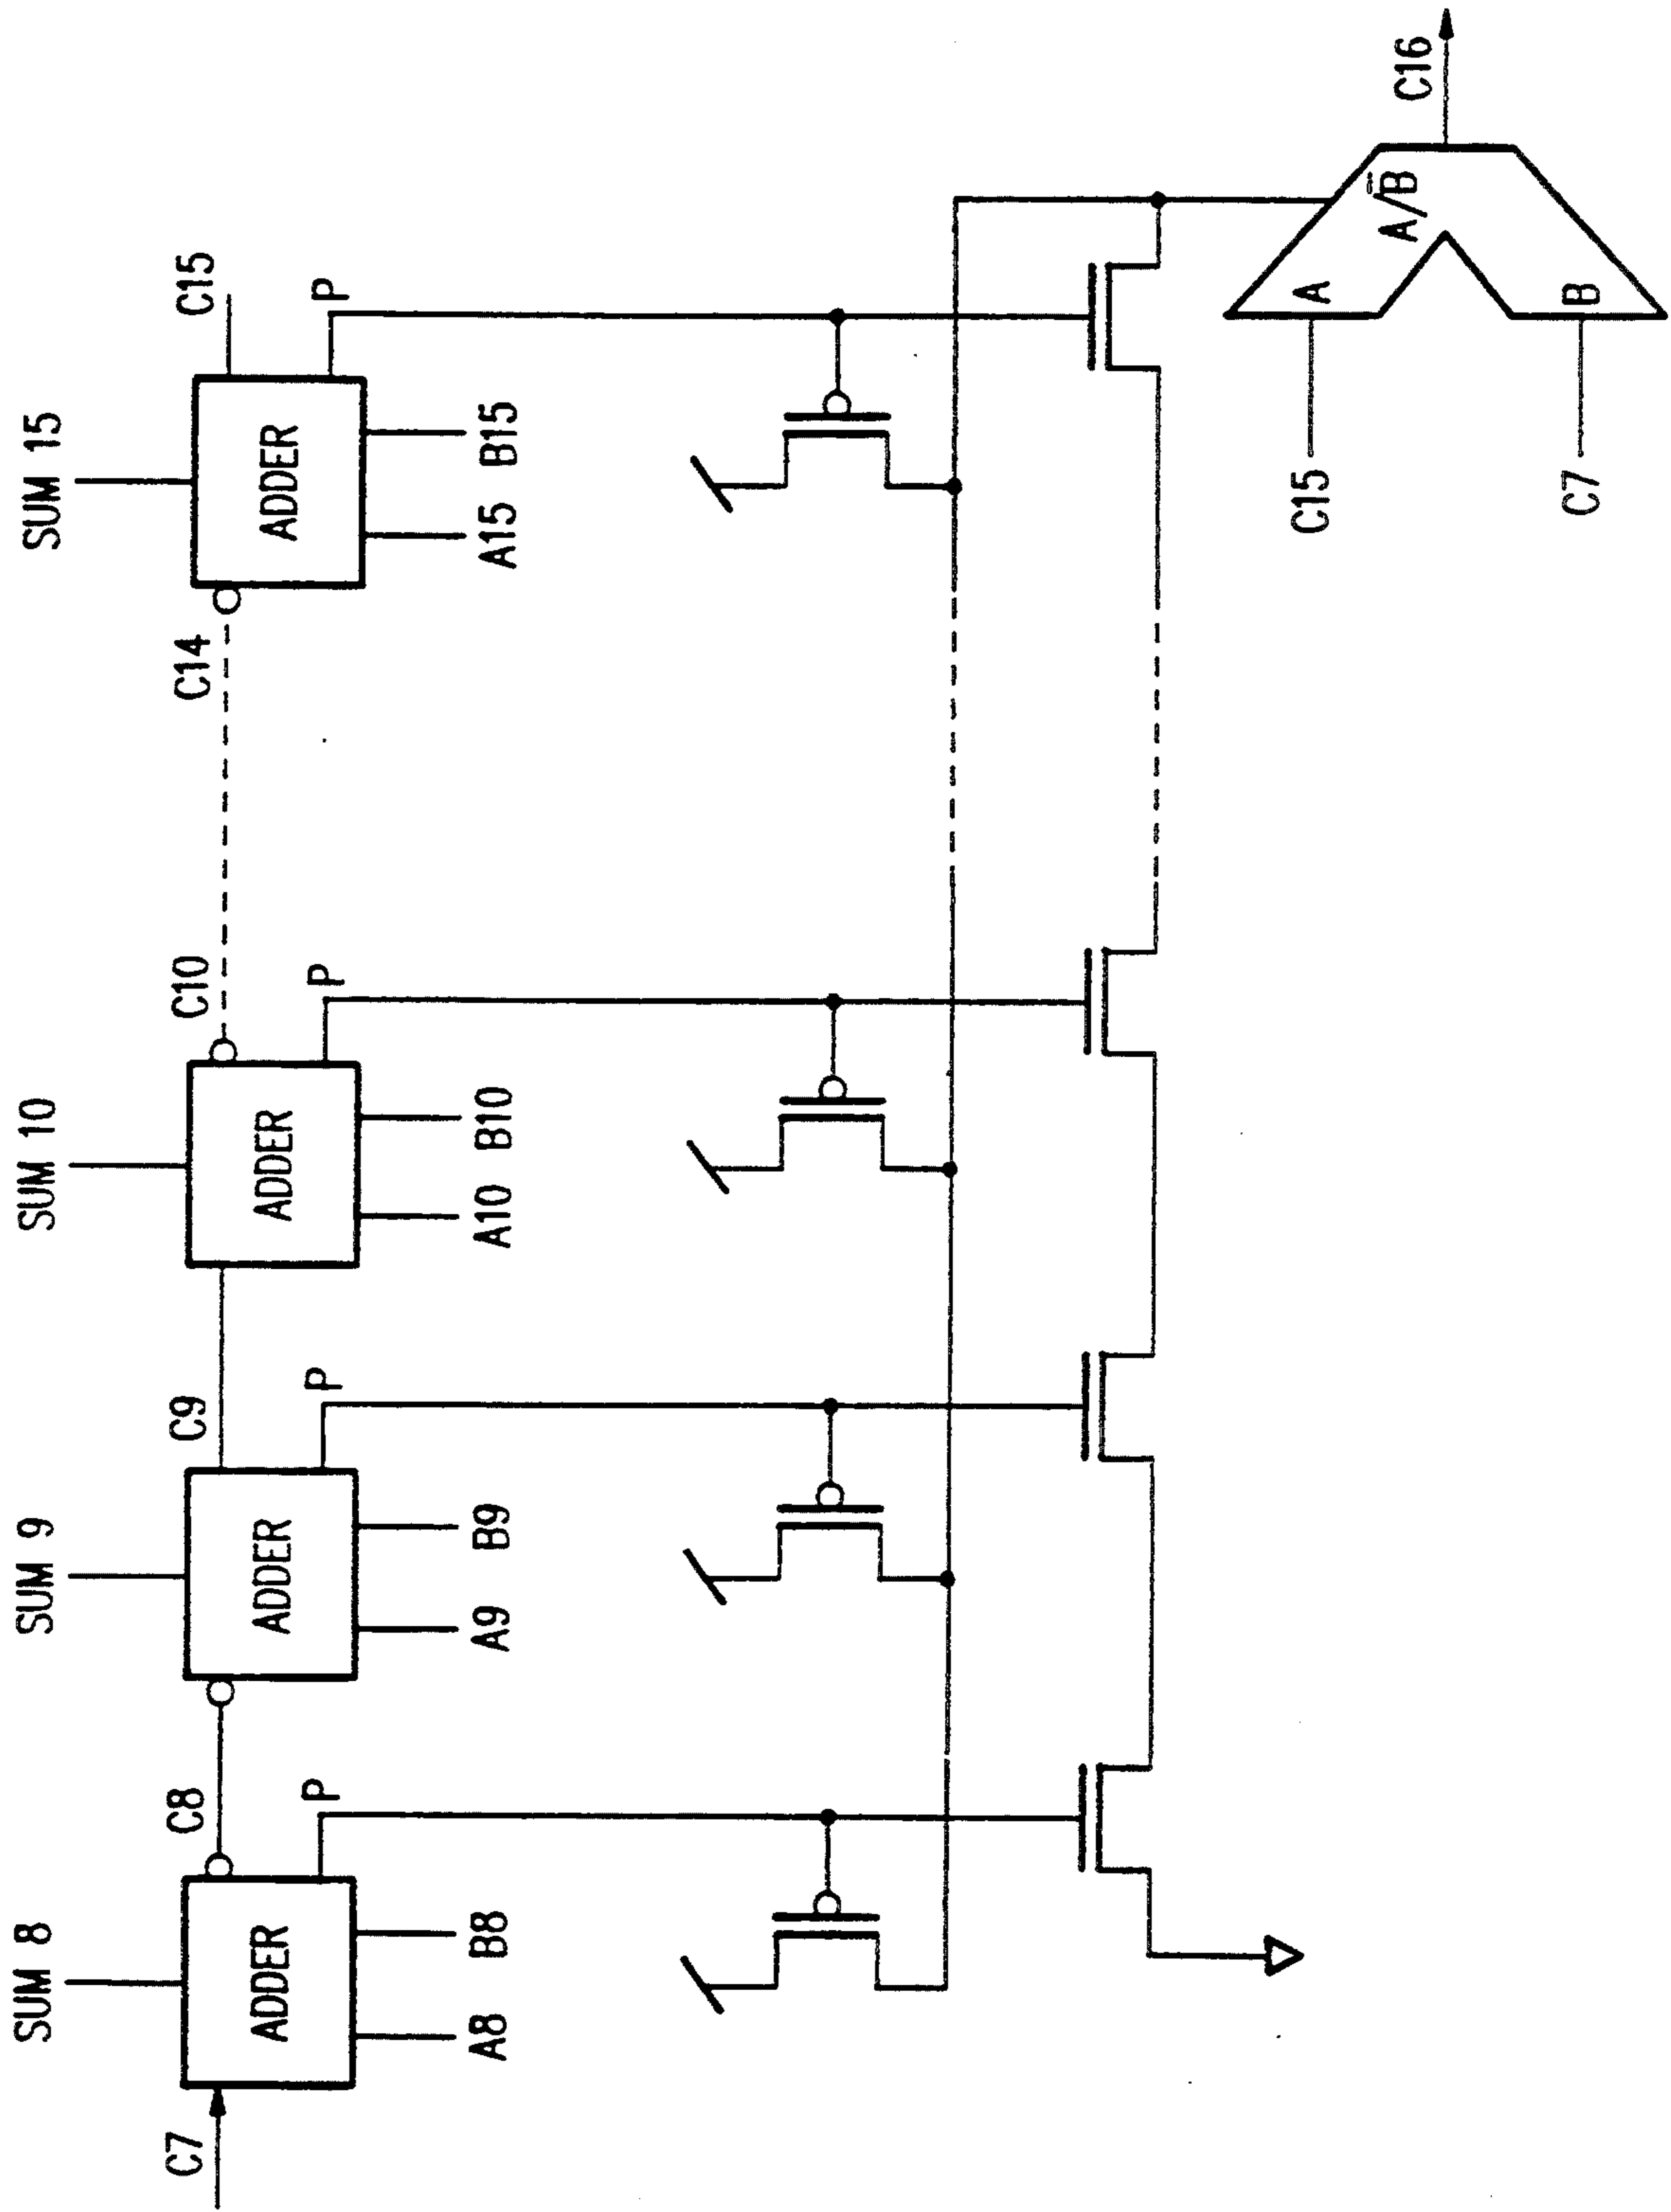 SUM 8
SUM 9
SUM 10
SUM 15
C7
ADDER
C8
ADDER
C9
ADDER
C10
C14
ADDER
C15
P
P
P
P
A8
B8
A9
B9
A10
B10
A15
B15
C15
A
A/B̅
C16
C7
B